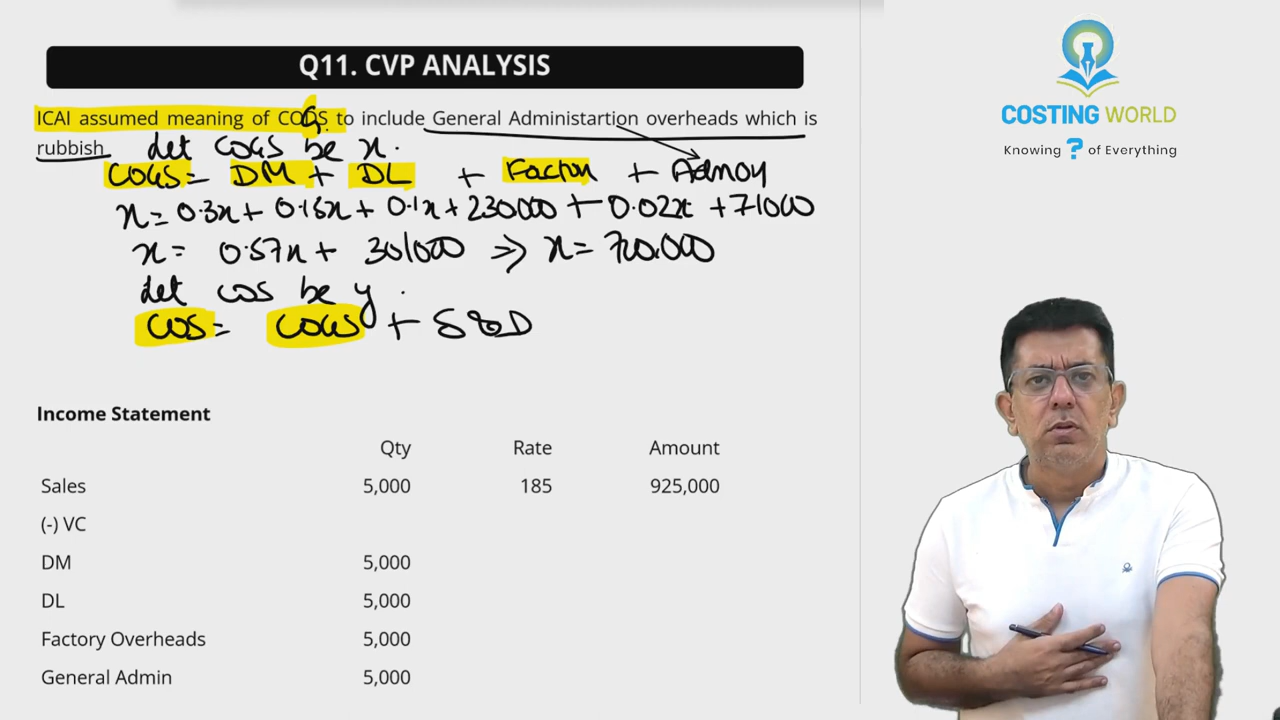 Q11. CVP ANALYSIS
ICAI assumed meaning of COGS to include General Administartion overheads which is
rubbish
Let COGS be x.
COGS = DM + DL + Factory + Adm OH
x = 0.3x + 0.15x + 0.1x + 230000 + 0.02x + 71000
x = 0.57x + 301000 => x = 700,000
Let COS be y.
COS = COGS + S&D
Income Statement
Qty Rate Amount
Sales 5,000 185 925,000
(-) VC
DM 5,000
DL 5,000
Factory Overheads 5,000
General Admin 5,000
COSTING WORLD
Knowing ? of Everything